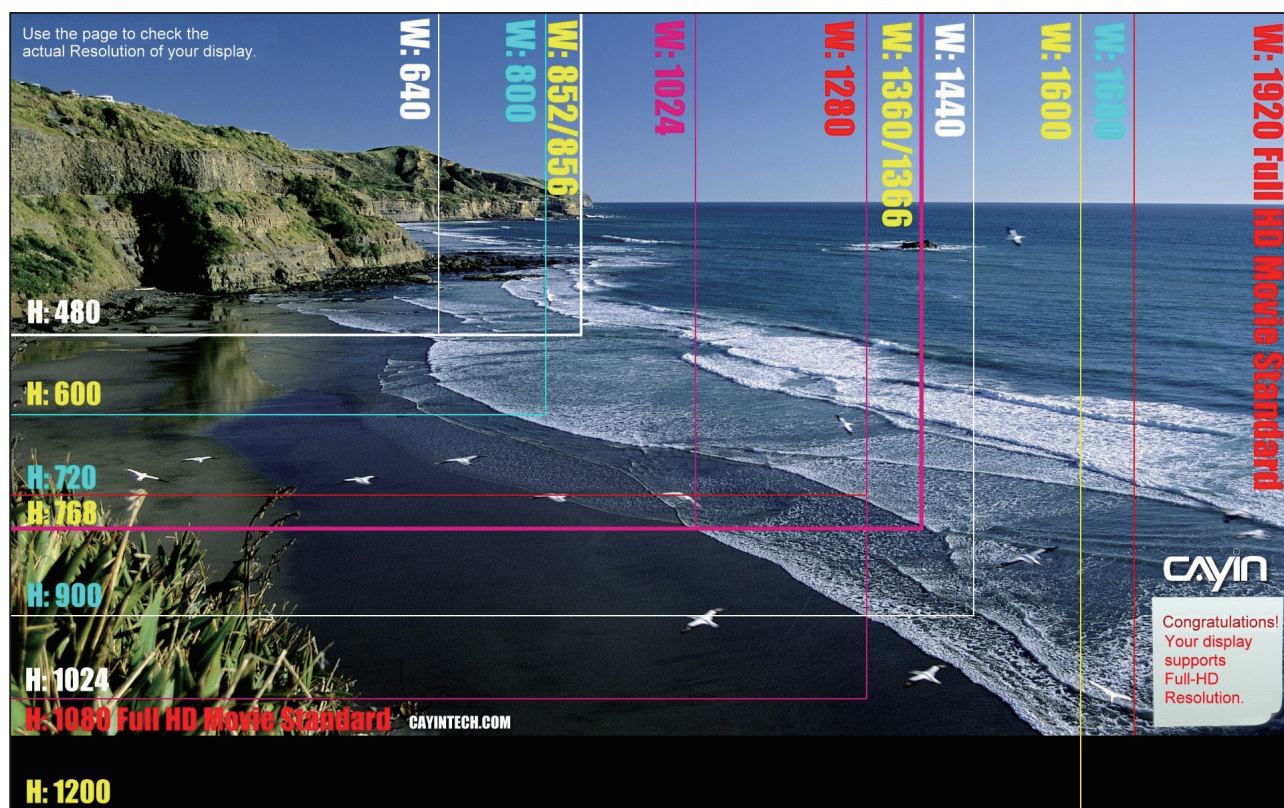 Use the page to check the
actual Resolution of your display.
W: 640
W: 800
W: 852/856
W: 1024
W: 1280
W: 1360/1366
W: 1440
W: 1600
W: 1680
W: 1920 Full HD Movie Standard
H: 480
H: 600
H: 720
H: 768
H: 900
H: 1024
H: 1080 Full HD Movie Standard
CAYINTECH.COM
H: 1200
CAYIN
Congratulations!
Your display
supports
Full-HD
Resolution.